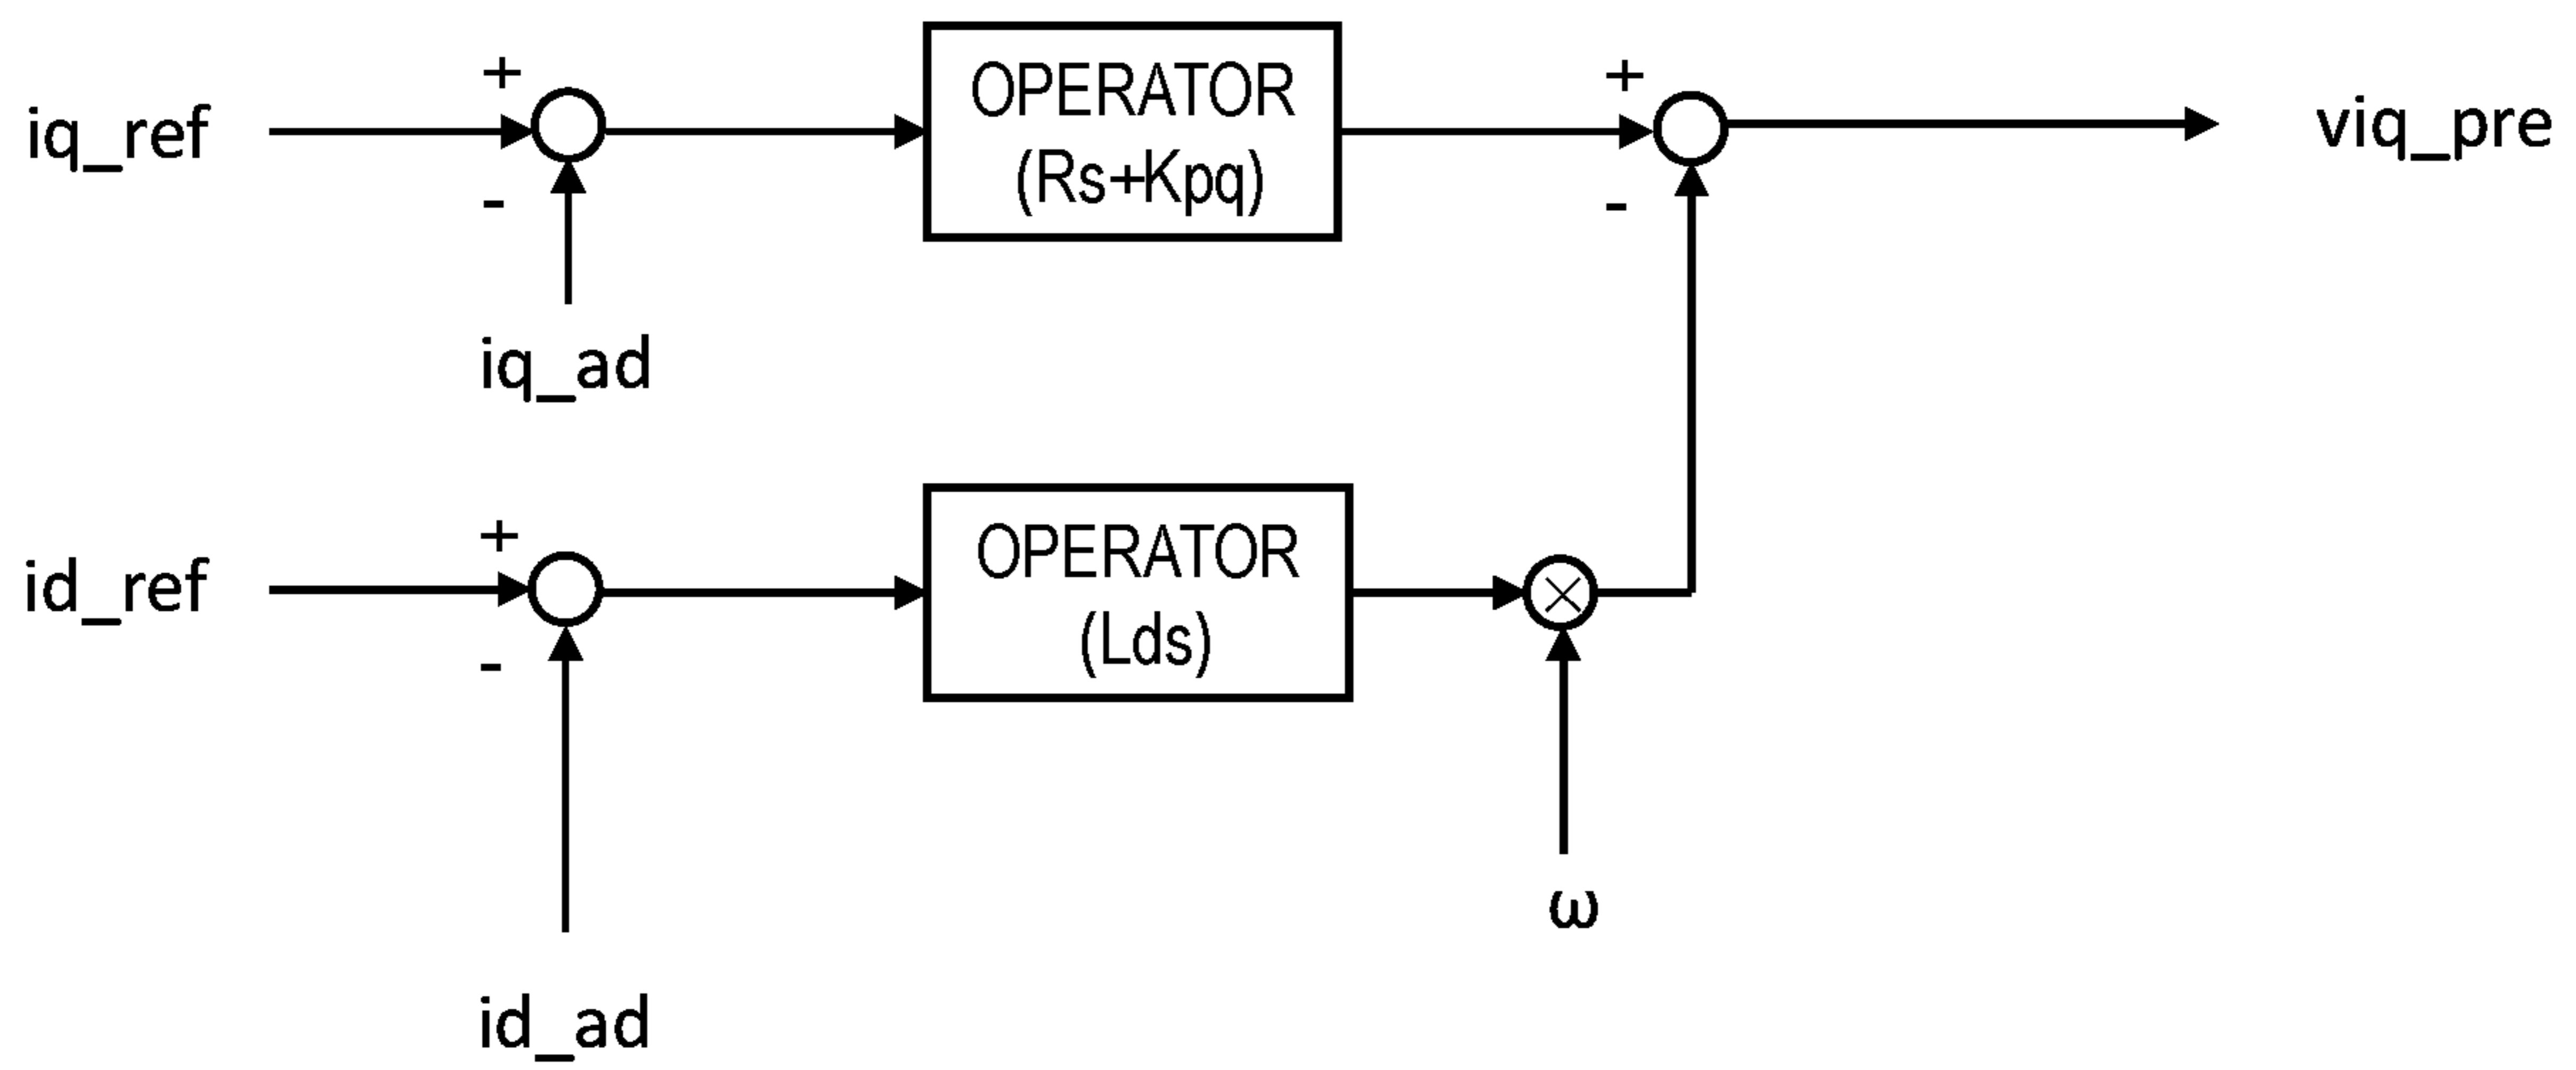 +
iq_ref
-
iq_ad
OPERATOR
(Rs+Kpq)
+
-
viq_pre
+
id_ref
-
id_ad
OPERATOR
(Lds)
ω